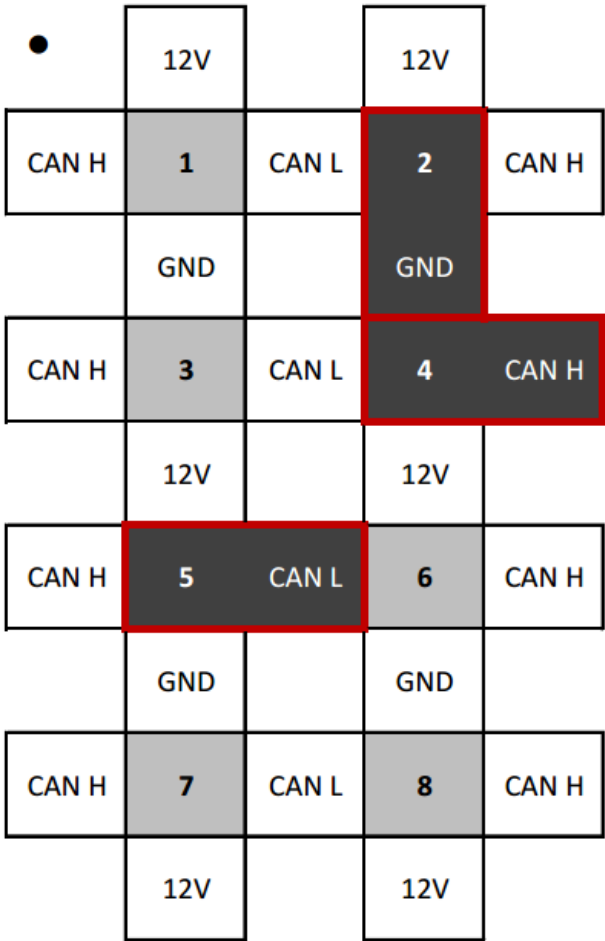 12V 12V
CAN H 1 CAN L 2 CAN H
GND GND
CAN H 3 CAN L 4 CAN H
12V 12V
CAN H 5 CAN L 6 CAN H
GND GND
CAN H 7 CAN L 8 CAN H
12V 12V